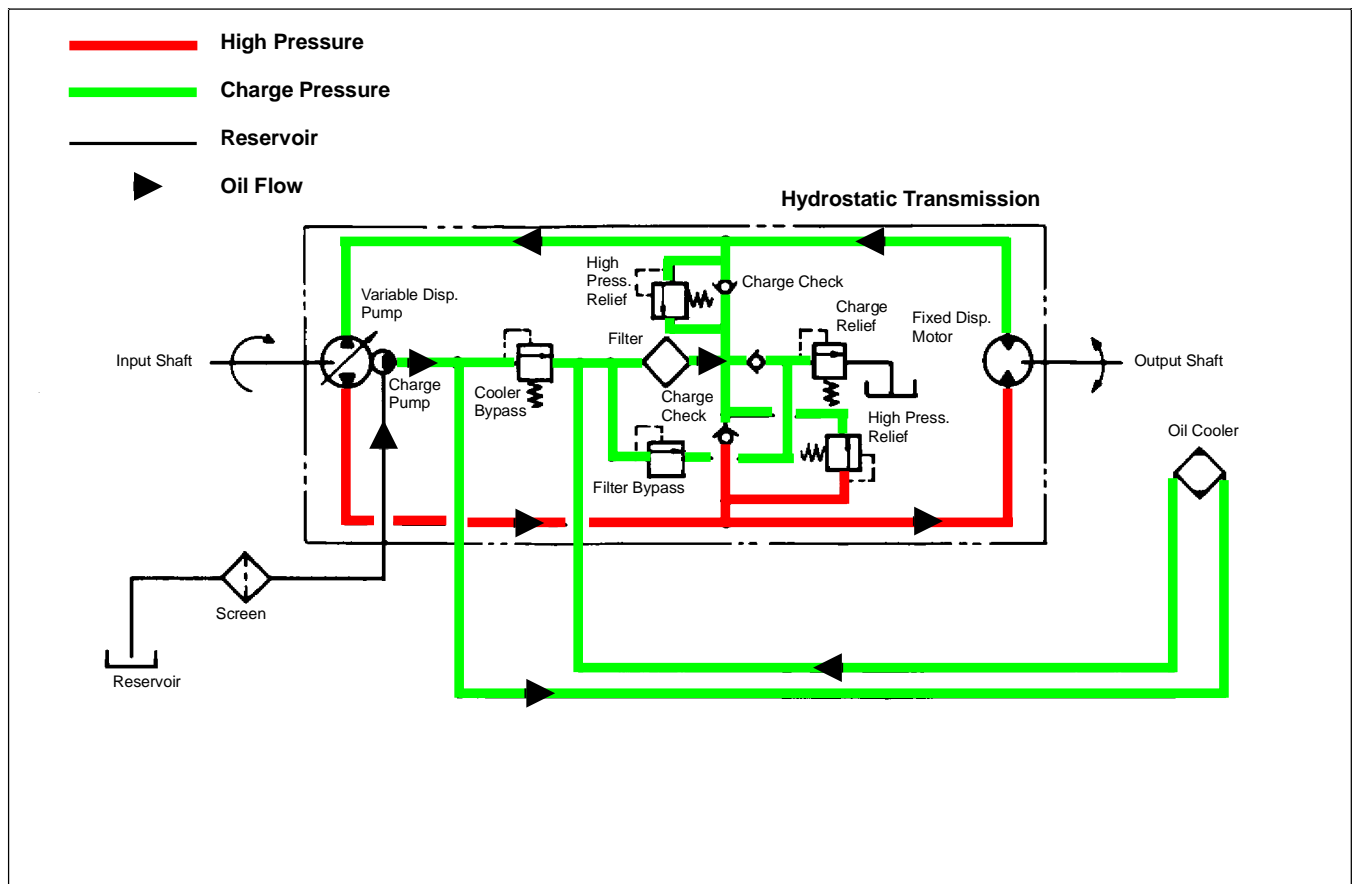 High Pressure
Charge Pressure
Reservoir
Oil Flow
Hydrostatic Transmission
High
Press.
Relief
Charge Check
Variable Disp.
Pump
Charge
Relief
Fixed Disp.
Motor
Filter
Input Shaft
Output Shaft
Charge
Pump
Cooler
Bypass
Charge
Check
High Press.
Relief
Oil Cooler
Filter Bypass
Screen
Reservoir